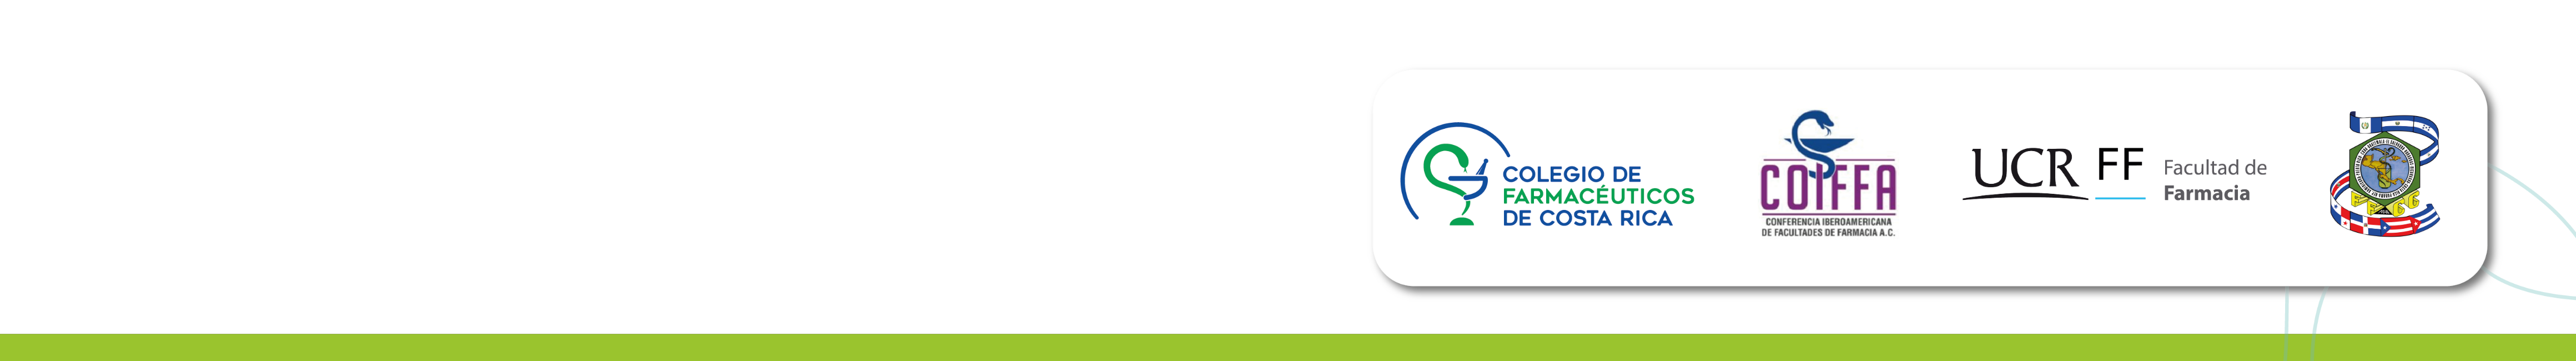 COLEGIO DE
FARMACÉUTICOS
DE COSTA RICA
COIFFA
CONFERENCIA IBEROAMERICANA
DE FACULTADES DE FARMACIA A.C.
UCR FF Facultad de
Farmacia